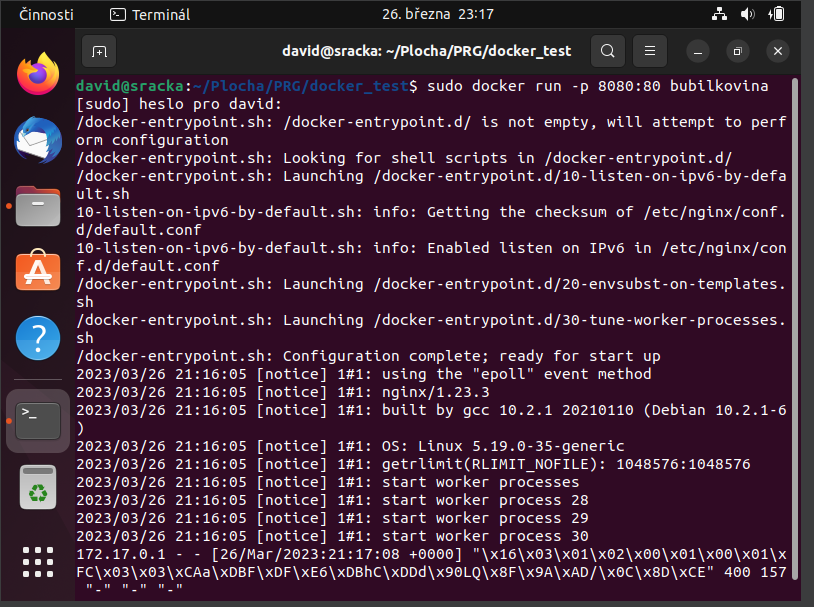 Činnosti
Terminál
26. března 23:17
david@sracka: ~/Plocha/PRG/docker_test
david@sracka:~/Plocha/PRG/docker_test$ sudo docker run -p 8080:80 bubilkovina
[sudo] heslo pro david:
/docker-entrypoint.sh: /docker-entrypoint.d/ is not empty, will attempt to perf
orm configuration
/docker-entrypoint.sh: Looking for shell scripts in /docker-entrypoint.d/
/docker-entrypoint.sh: Launching /docker-entrypoint.d/10-listen-on-ipv6-by-defa
ult.sh
10-listen-on-ipv6-by-default.sh: info: Getting the checksum of /etc/nginx/conf.
d/default.conf
10-listen-on-ipv6-by-default.sh: info: Enabled listen on IPv6 in /etc/nginx/con
f.d/default.conf
/docker-entrypoint.sh: Launching /docker-entrypoint.d/20-envsubst-on-templates.
sh
/docker-entrypoint.sh: Launching /docker-entrypoint.d/30-tune-worker-processes.
sh
/docker-entrypoint.sh: Configuration complete; ready for start up
2023/03/26 21:16:05 [notice] 1#1: using the "epoll" event method
2023/03/26 21:16:05 [notice] 1#1: nginx/1.23.3
2023/03/26 21:16:05 [notice] 1#1: built by gcc 10.2.1 20210110 (Debian 10.2.1-6
)
2023/03/26 21:16:05 [notice] 1#1: OS: Linux 5.19.0-35-generic
2023/03/26 21:16:05 [notice] 1#1: getrlimit(RLIMIT_NOFILE): 1048576:1048576
2023/03/26 21:16:05 [notice] 1#1: start worker processes
2023/03/26 21:16:05 [notice] 1#1: start worker process 28
2023/03/26 21:16:05 [notice] 1#1: start worker process 29
2023/03/26 21:16:05 [notice] 1#1: start worker process 30
172.17.0.1 - - [26/Mar/2023:21:17:08 +0000] "\x16\x03\x01\x02\x00\x01\x00\x01\x
FC\x03\x03\xCAa\xDBF\xDF\xE6\xDBhC\xDDd\x90LQ\x8F\x9A\xAD/\x0C\x8D\xCE" 400 157
"-" "-" "-"